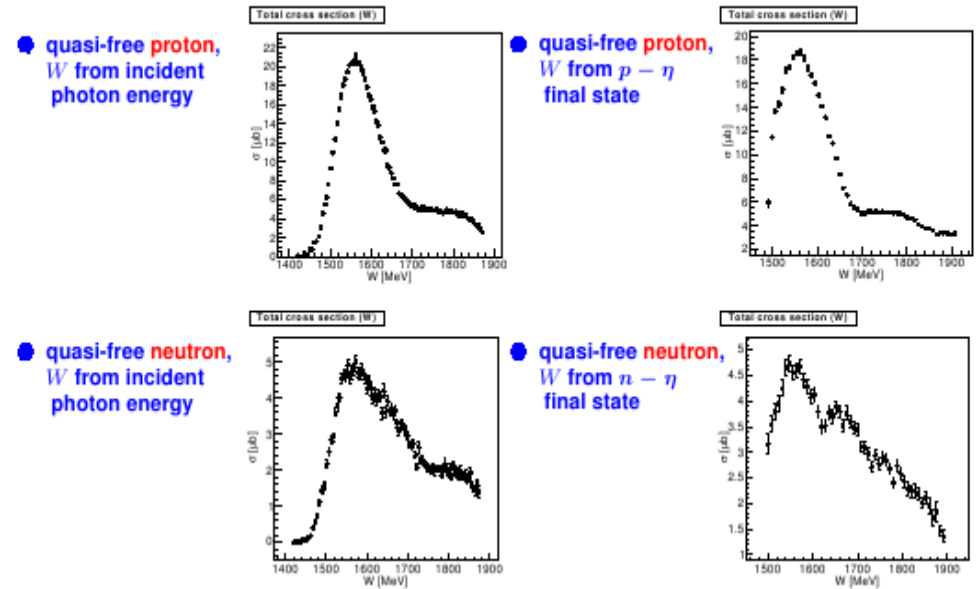 Total cross section (W)
quasi-free proton,
W from incident
photon energy
σ [μb]
22
20
18
16
14
12
10
8
6
4
2
0
1400 1500 1600 1700 1800 1900
W [MeV]
Total cross section (W)
quasi-free proton,
W from p − η
final state
σ [μb]
20
18
16
14
12
10
8
6
4
2
1500 1600 1700 1800 1900
W [MeV]
Total cross section (W)
quasi-free neutron,
W from incident
photon energy
σ [μb]
5
4
3
2
1
0
1400 1500 1600 1700 1800 1900
W [MeV]
Total cross section (W)
quasi-free neutron,
W from n − η
final state
σ [μb]
4.5
4
3.5
3
2.5
2
1.5
1
1500 1600 1700 1800 1900
W [MeV]